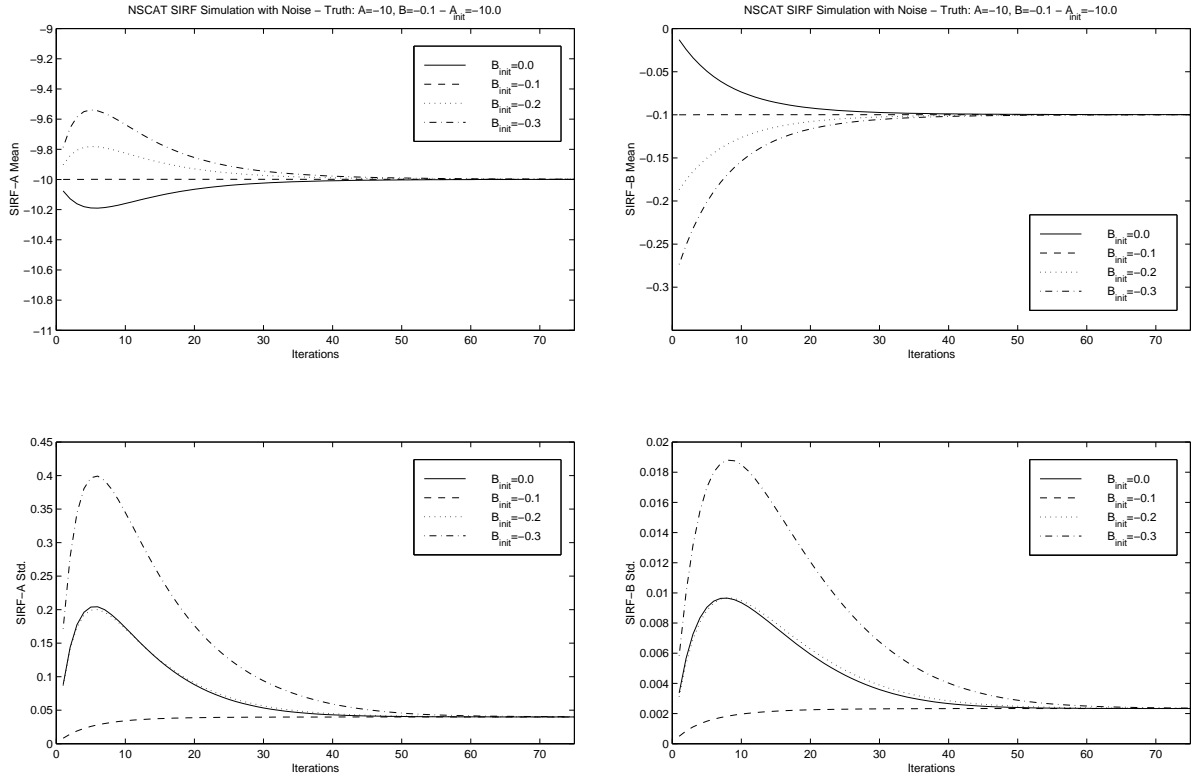 NSCAT SIRF Simulation with Noise − Truth: A=−10, B=−0.1 − A_init=−10.0
−9
−9.2
−9.4
−9.6
−9.8
−10
−10.2
−10.4
−10.6
−10.8
−11
SIRF−A Mean
B_init=0.0
B_init=−0.1
B_init=−0.2
B_init=−0.3
0 10 20 30 40 50 60 70
Iterations
NSCAT SIRF Simulation with Noise − Truth: A=−10, B=−0.1 − A_init=−10.0
0
−0.05
−0.1
−0.15
−0.2
−0.25
−0.3
SIRF−B Mean
B_init=0.0
B_init=−0.1
B_init=−0.2
B_init=−0.3
0 10 20 30 40 50 60 70
Iterations
0.45
0.4
0.35
0.3
0.25
0.2
0.15
0.1
0.05
0
SIRF−A Std.
B_init=0.0
B_init=−0.1
B_init=−0.2
B_init=−0.3
0 10 20 30 40 50 60 70
Iterations
0.02
0.018
0.016
0.014
0.012
0.01
0.008
0.006
0.004
0.002
0
SIRF−B Std.
B_init=0.0
B_init=−0.1
B_init=−0.2
B_init=−0.3
0 10 20 30 40 50 60 70
Iterations